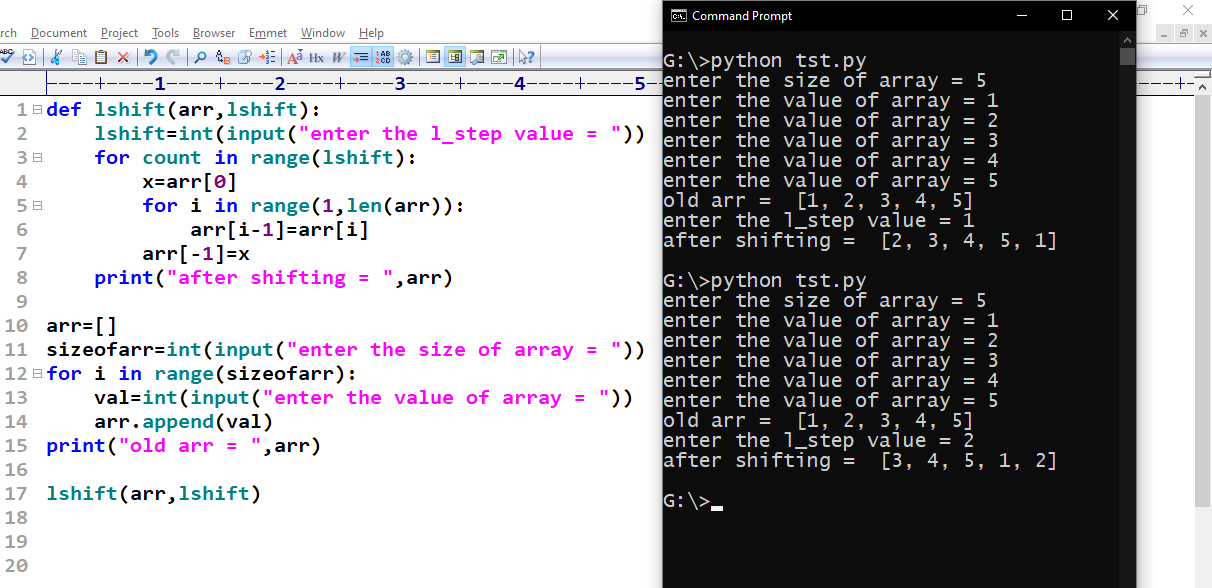 rch Document Project Tools Browser Emmet Window Help
ABC
----+----1----+----2----+----3----+----4----+----5-
1 def lshift(arr,lshift):
2     lshift=int(input("enter the l_step value = "))
3     for count in range(lshift):
4         x=arr[0]
5         for i in range(1,len(arr)):
6             arr[i-1]=arr[i]
7         arr[-1]=x
8     print("after shifting = ",arr)
9
10 arr=[]
11 sizeofarr=int(input("enter the size of array = "))
12 for i in range(sizeofarr):
13     val=int(input("enter the value of array = "))
14     arr.append(val)
15 print("old arr = ",arr)
16
17 lshift(arr,lshift)
18
19
20
Command Prompt
G:\>python tst.py
enter the size of array = 5
enter the value of array = 1
enter the value of array = 2
enter the value of array = 3
enter the value of array = 4
enter the value of array = 5
old arr =  [1, 2, 3, 4, 5]
enter the l_step value = 1
after shifting =  [2, 3, 4, 5, 1]
G:\>python tst.py
enter the size of array = 5
enter the value of array = 1
enter the value of array = 2
enter the value of array = 3
enter the value of array = 4
enter the value of array = 5
old arr =  [1, 2, 3, 4, 5]
enter the l_step value = 2
after shifting =  [3, 4, 5, 1, 2]
G:\>